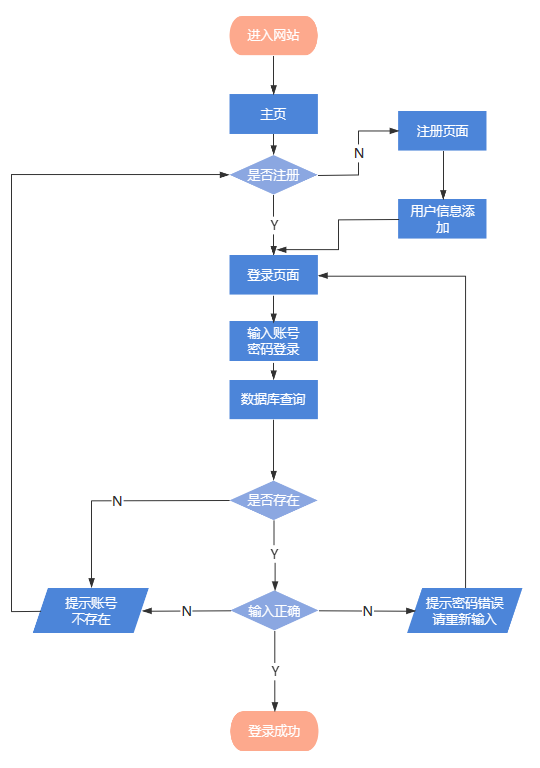 进入网站
主页
注册页面
N
是否注册
用户信息添
加
Y
登录页面
输入账号
密码登录
数据库查询
是否存在
N
Y
提示账号
不存在
N
输入正确
N
提示密码错误
请重新输入
Y
登录成功